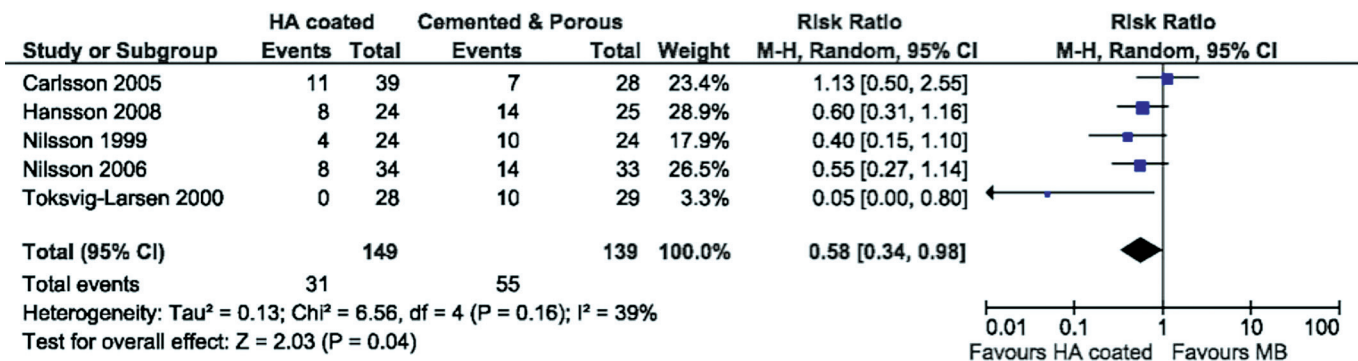 HA coated Cemented & Porous Risk Ratio Risk Ratio
Study or Subgroup Events Total Events Total Weight M-H, Random, 95% CI M-H, Random, 95% CI
Carlsson 2005 11 39 7 28 23.4% 1.13 [0.50, 2.55]
Hansson 2008 8 24 14 25 28.9% 0.60 [0.31, 1.16]
Nilsson 1999 4 24 10 24 17.9% 0.40 [0.15, 1.10]
Nilsson 2006 8 34 14 33 26.5% 0.55 [0.27, 1.14]
Toksvig-Larsen 2000 0 28 10 29 3.3% 0.05 [0.00, 0.80]
Total (95% CI) 149 139 100.0% 0.58 [0.34, 0.98]
Total events 31 55
Heterogeneity: Tau² = 0.13; Chi² = 6.56, df = 4 (P = 0.16); I² = 39%
Test for overall effect: Z = 2.03 (P = 0.04)
0.01 0.1 1 10 100
Favours HA coated Favours MB